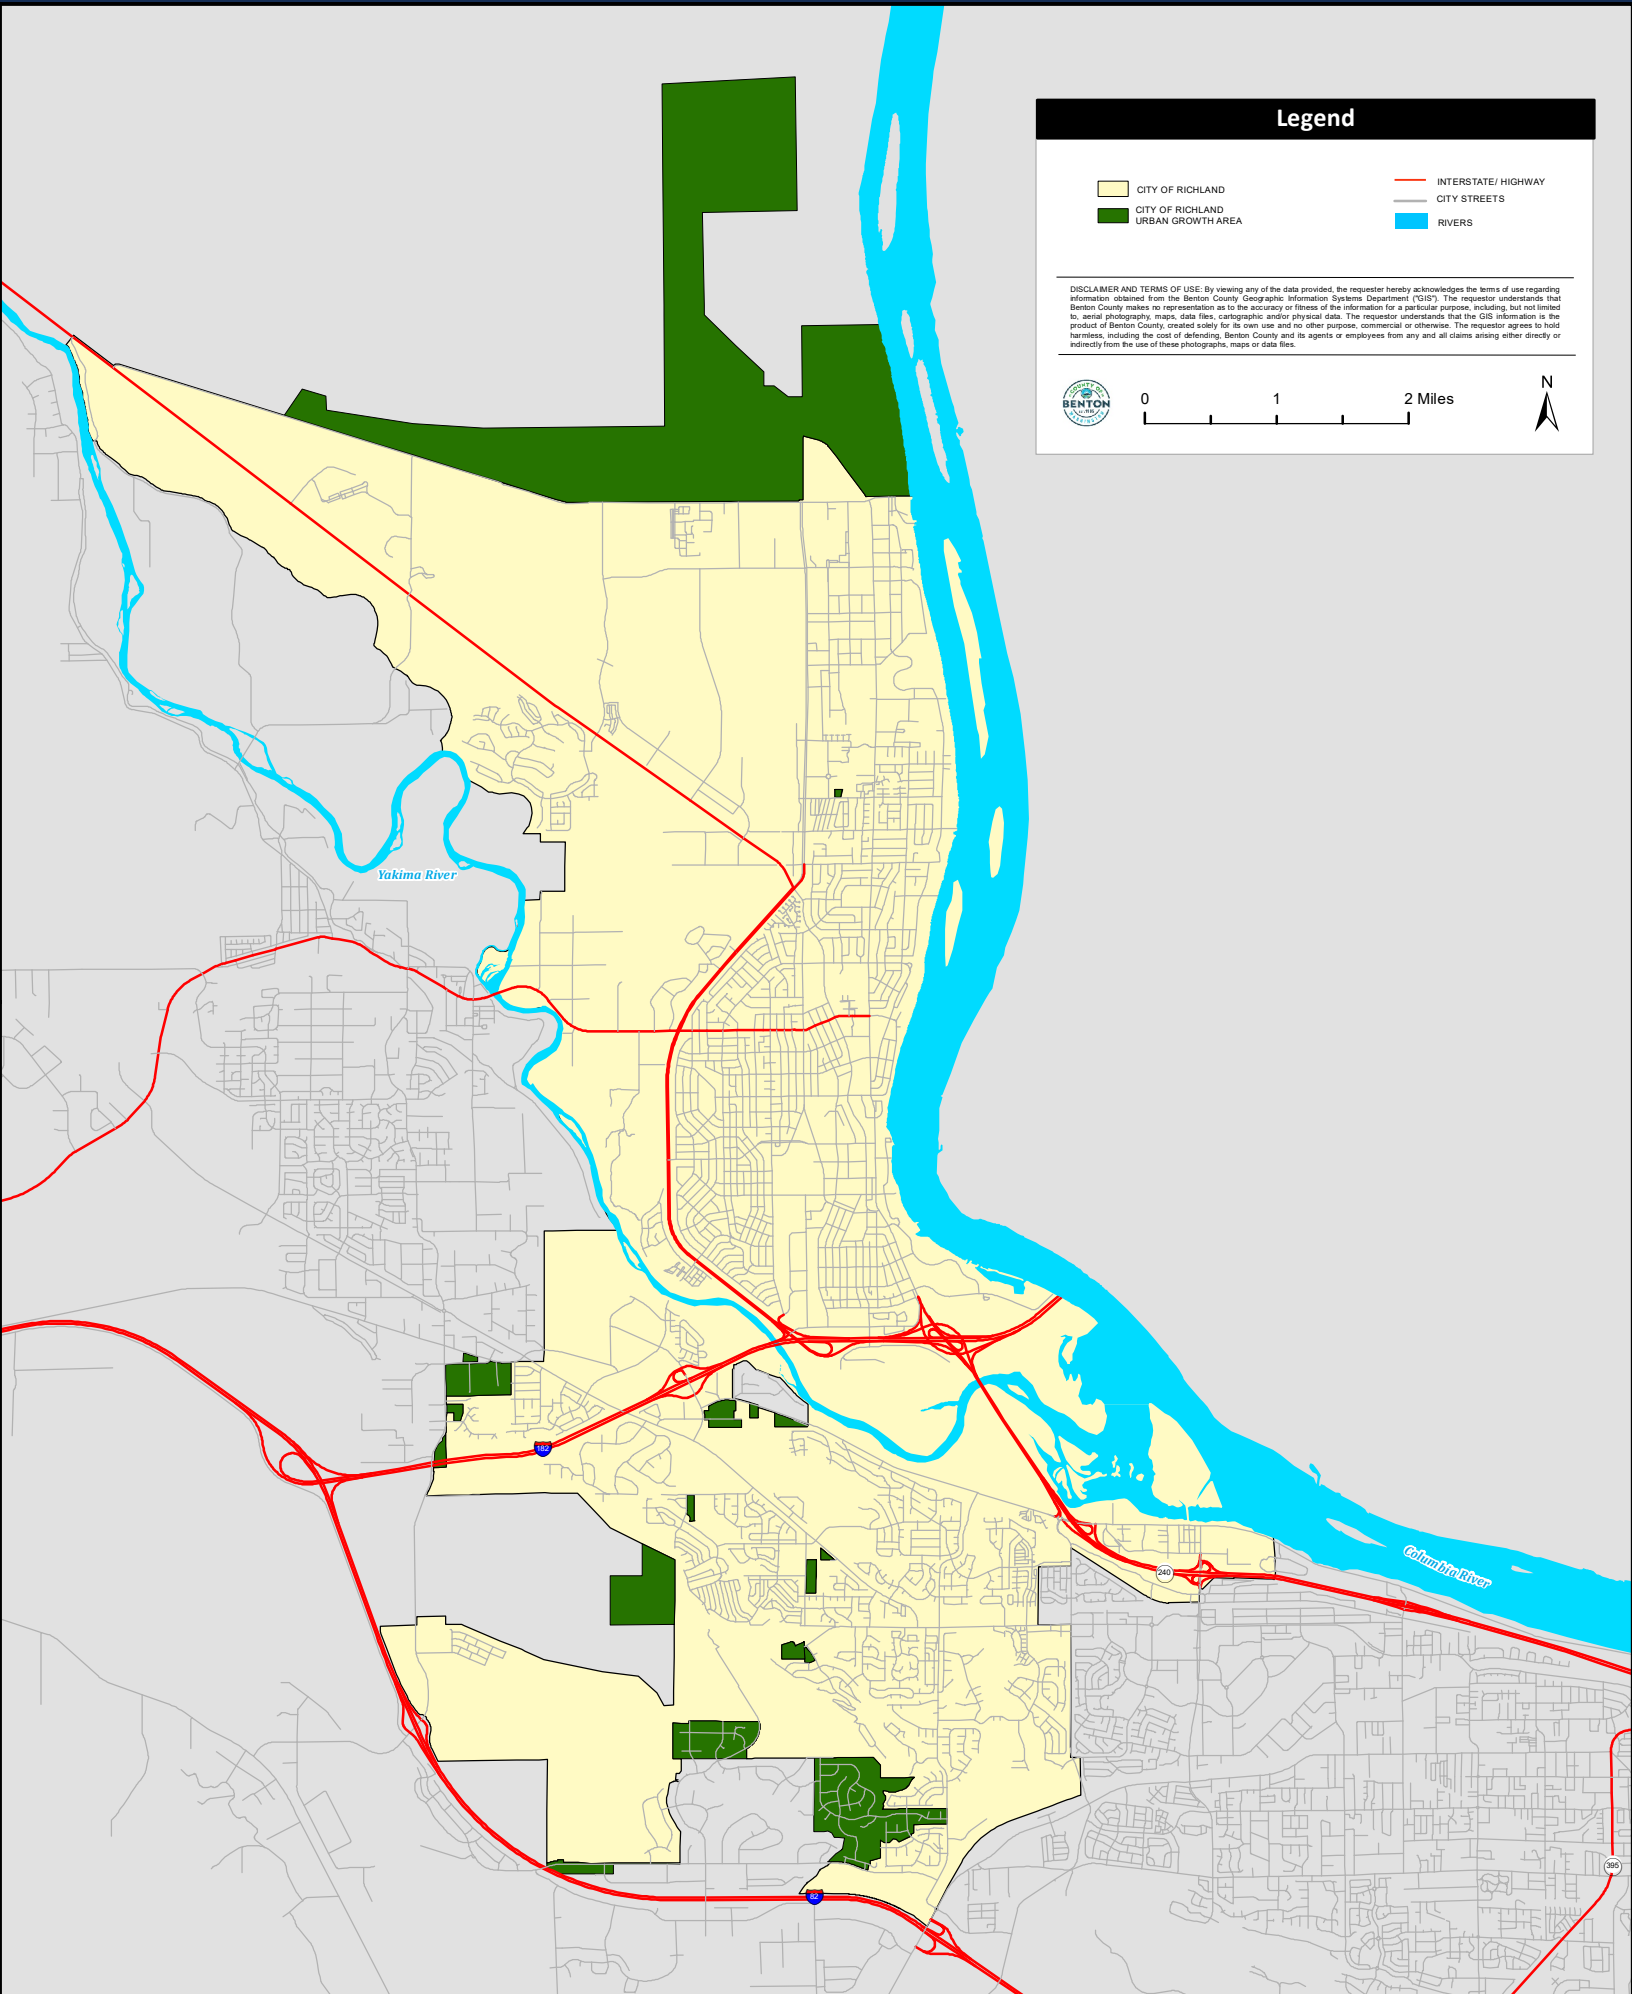 Legend
CITY OF RICHLAND
CITY OF RICHLAND
URBAN GROWTH AREA
INTERSTATE/ HIGHWAY
CITY STREETS
RIVERS
DISCLAIMER AND TERMS OF USE: By viewing any of the data provided, the requester hereby acknowledges the terms of use regarding
information obtained from the Benton County Geographic Information Systems Department ("GIS"). The requestor understands that
Benton County makes no representation as to the accuracy or fitness of the information for a particular purpose, including, but not limited
to, aerial photography, maps, data files, cartographic and/or physical data. The requestor understands that the GIS information is the
product of Benton County, created solely for its own use and no other purpose, commercial or otherwise. The requestor agrees to hold
harmless, including the cost of defending, Benton County and its agents or employees from any and all claims arising either directly or
indirectly from the use of these photographs, maps or data files.
COUNTY OF
BENTON
0 1 2 Miles
N
Yakima River
182
Columbia River
240
395
82